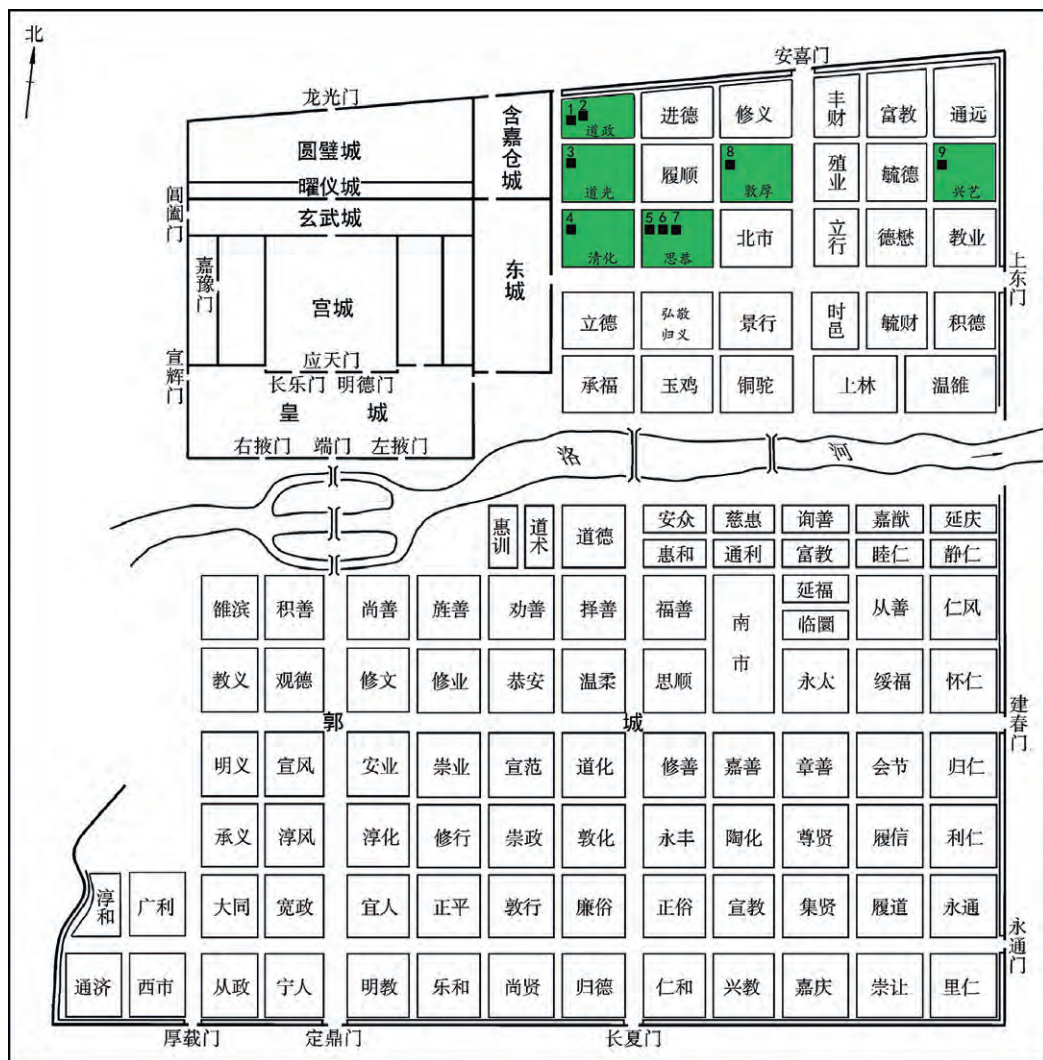 北
安喜门
龙光门
圆璧城
曜仪城
玄武城
阊阖门
嘉豫门
宣辉门
宫城
应天门
长乐门 明德门
皇 城
右掖门 端门 左掖门
含嘉仓城
东城
1 2
道政 进德 修义 丰财 富教 通远
3 8 9
道光 履顺 敦厚 殖业 毓德 兴艺
4 5 6 7
清化 思恭 北市 立行 德懋 教业
上东门
立德 弘敬 景行 时邑 毓财 积德
归义
承福 玉鸡 铜驼 上林 温雒
洛 河
惠训 道术 道德 安众 慈惠 询善 嘉猷 延庆
惠和 通利 富教 睦仁 静仁
雒滨 积善 尚善 旌善 劝善 择善 福善 南市 延福 从善 仁风
临圜
教义 观德 修文 修业 恭安 温柔 思顺 永太 绥福 怀仁
郭 城
建春门
明义 宣风 安业 崇业 宣范 道化 修善 嘉善 章善 会节 归仁
承义 淳风 淳化 修行 崇政 敦化 永丰 陶化 尊贤 履信 利仁
淳和 广利 大同 宽政 宜人 正平 敦行 廉俗 正俗 宣教 集贤 履道 永通
永通门
通济 西市 从政 宁人 明教 乐和 尚贤 归德 仁和 兴教 嘉庆 崇让 里仁
厚载门 定鼎门 长夏门